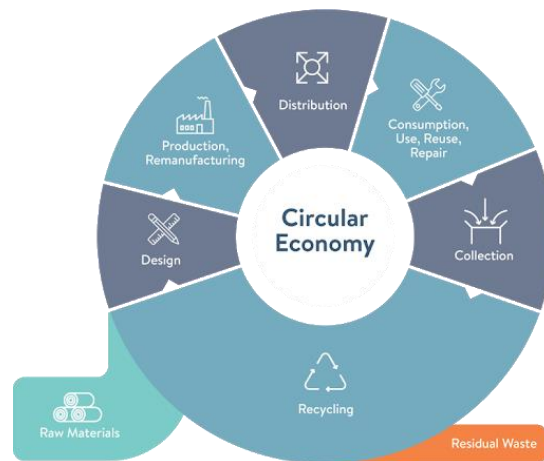 Distribution
Production,
Remanufacturing
Consumption,
Use, Reuse,
Repair
Circular
Economy
Design
Collection
Recycling
Raw Materials
Residual Waste